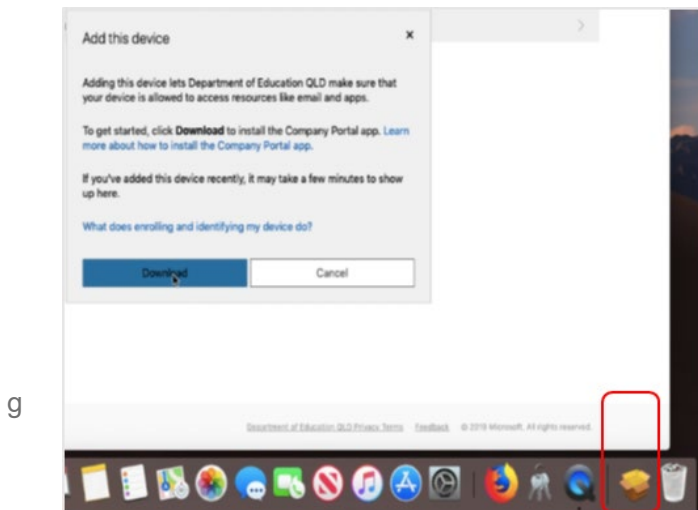 Add this device
Adding this device lets Department of Education QLD make sure that
your device is allowed to access resources like email and apps.
To get started, click Download to install the Company Portal app. Learn
more about how to install the Company Portal app.
If you've added this device recently, it may take a few minutes to show
up here.
What does enrolling and identifying my device do?
Download Cancel
g
Department of Education QLD Privacy Terms Feedback © 2019 Microsoft, All rights reserved.